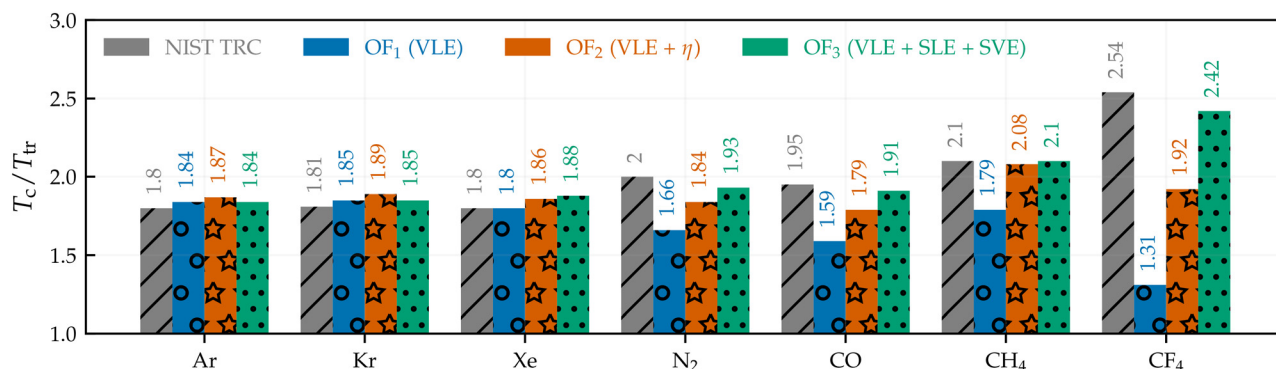 3.0
NIST TRC OF₁ (VLE) OF₂ (VLE + η) OF₃ (VLE + SLE + SVE)
2.54
2.5
2.42
2.1 2.08 2.1
2 1.95 1.93 1.91 1.92
1.8 1.84 1.87 1.84 1.81 1.85 1.89 1.85 1.8 1.8 1.86 1.88 1.84 1.79 1.79
T_c/T_tr
2.0
1.66 1.59
1.5
1.31
1.0
Ar Kr Xe N₂ CO CH₄ CF₄